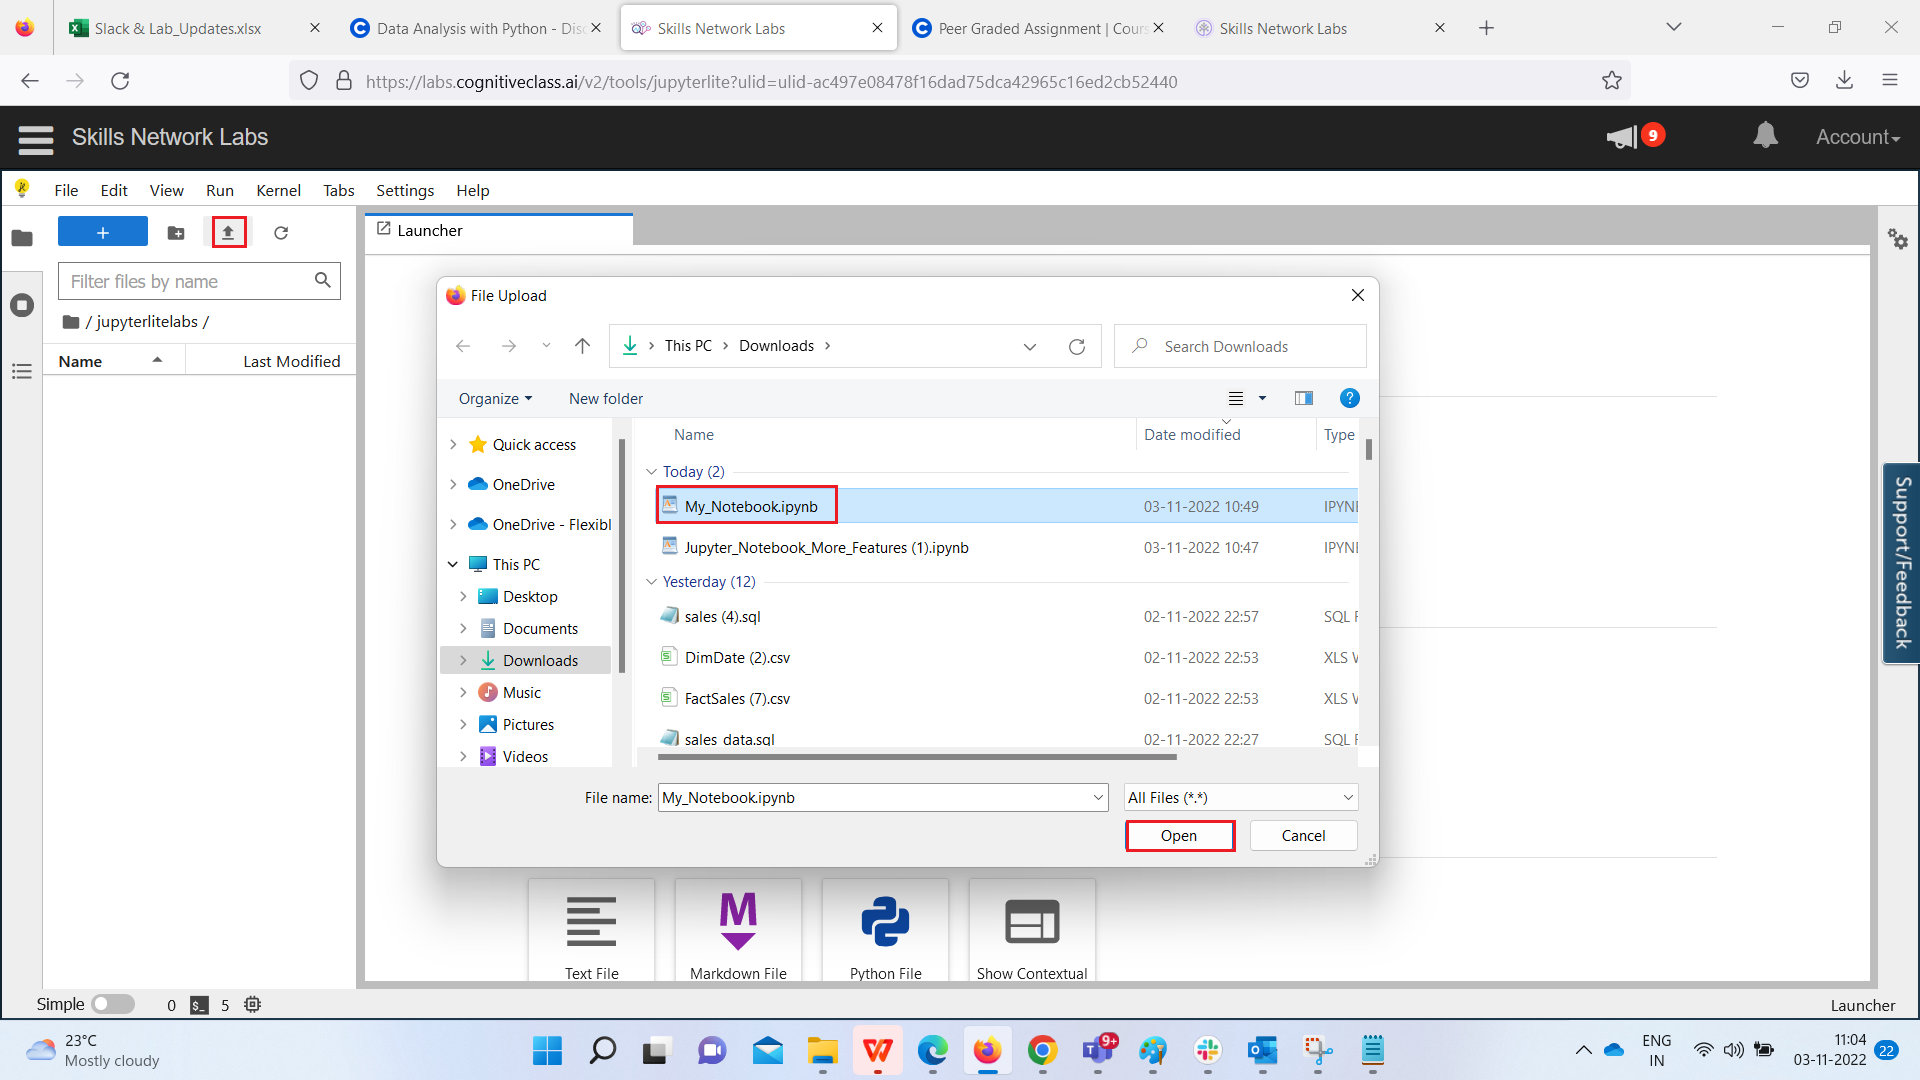 Slack & Lab_Updates.xlsx
Data Analysis with Python - Disc
Skills Network Labs
Peer Graded Assignment | Cours
Skills Network Labs
https://labs.cognitiveclass.ai/v2/tools/jupyterlite?ulid=ulid-ac497e08478f16dad75dca42965c16ed2cb52440
Skills Network Labs
9
Account
File Edit View Run Kernel Tabs Settings Help
Launcher
Filter files by name
/ jupyterlitelabs /
Name Last Modified
File Upload
This PC > Downloads >
Search Downloads
Organize New folder
Name Date modified Type
Quick access
OneDrive
OneDrive - Flexibl
This PC
Desktop
Documents
Downloads
Music
Pictures
Videos
Today (2)
My_Notebook.ipynb 03-11-2022 10:49 IPYN
Jupyter_Notebook_More_Features (1).ipynb 03-11-2022 10:47 IPYN
Yesterday (12)
sales (4).sql 02-11-2022 22:57 SQL F
DimDate (2).csv 02-11-2022 22:53 XLS W
FactSales (7).csv 02-11-2022 22:53 XLS W
sales_data.sql 02-11-2022 22:27 SQL F
File name: My_Notebook.ipynb All Files (*.*)
Open Cancel
Support/Feedback
Text File Markdown File Python File Show Contextual
Simple 0 $_ 5 Launcher
23°C
Mostly cloudy
9+
ENG
IN
11:04
03-11-2022
22